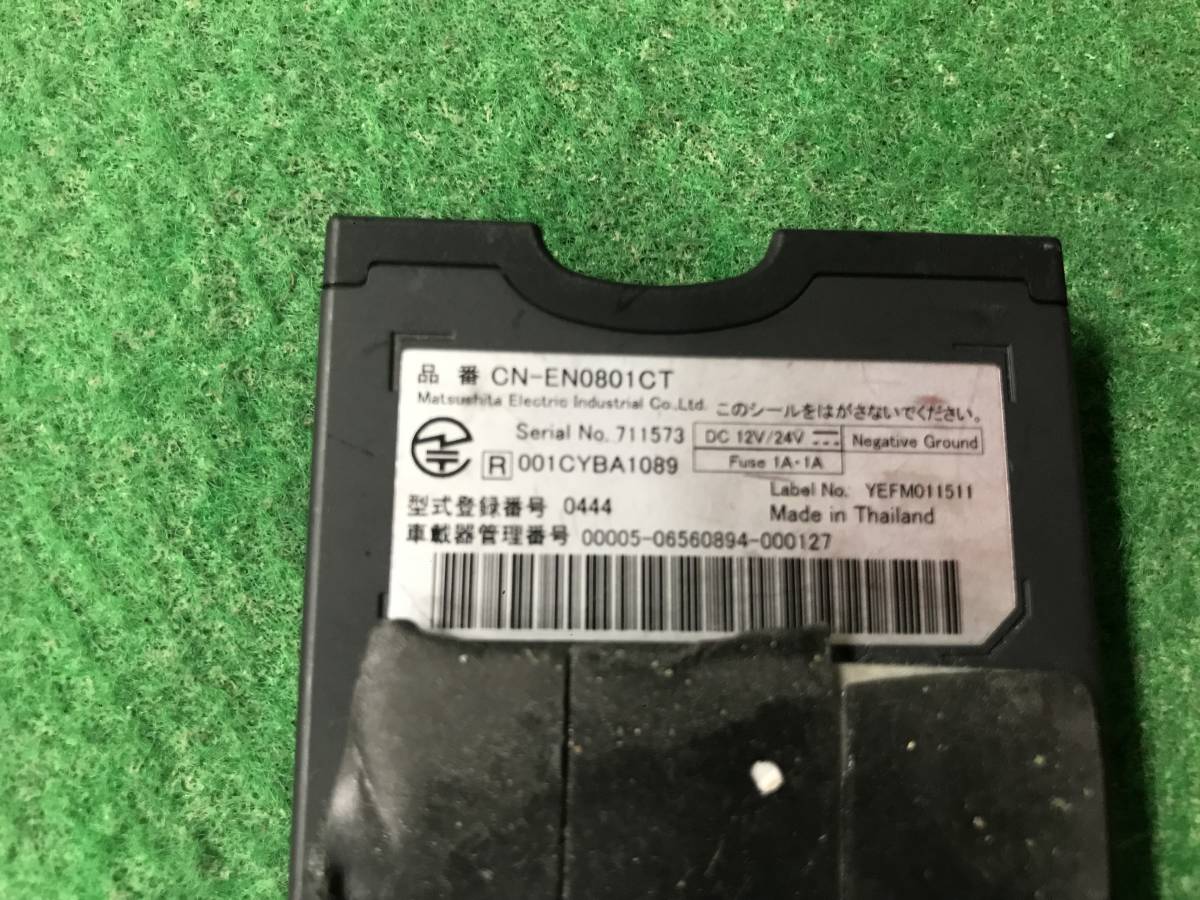 品 番 CN-EN0801CT
Matsushita Electric Industrial Co.,Ltd. このシールをはがさないでください。
Serial No. 711573 DC 12V/24V Negative Ground
R 001CYBA1089 Fuse 1A・1A
Label No. YEFM011511
型式登録番号 0444 Made in Thailand
車載器管理番号 00005-06560894-000127